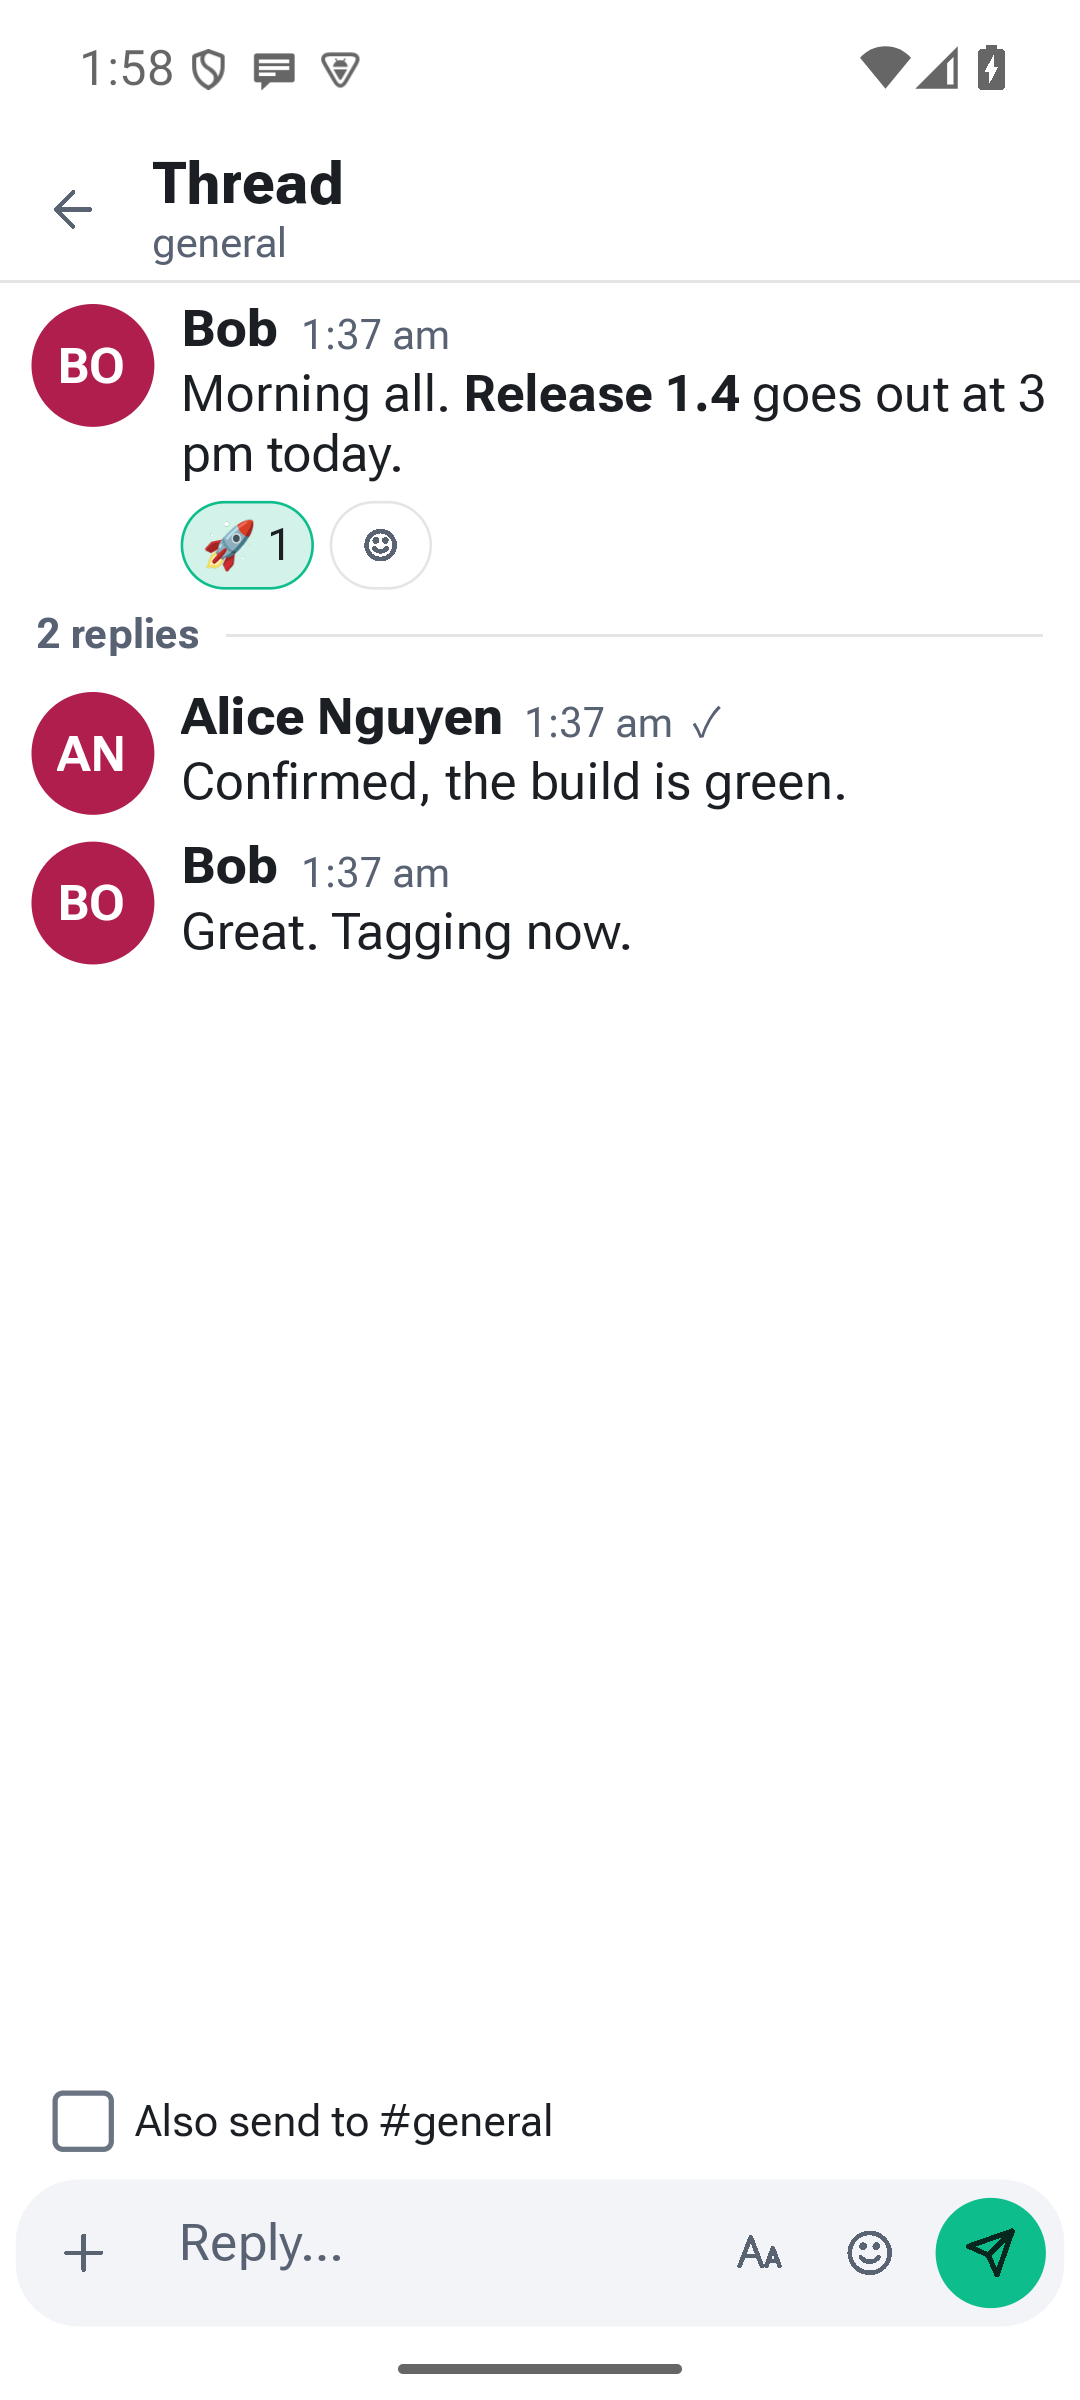 1:58
Thread
general
BO
Bob 1:37 am
Morning all. Release 1.4 goes out at 3
pm today.
🚀 1
2 replies
AN
Alice Nguyen 1:37 am ✓
Confirmed, the build is green.
BO
Bob 1:37 am
Great. Tagging now.
Also send to #general
Reply...
AA